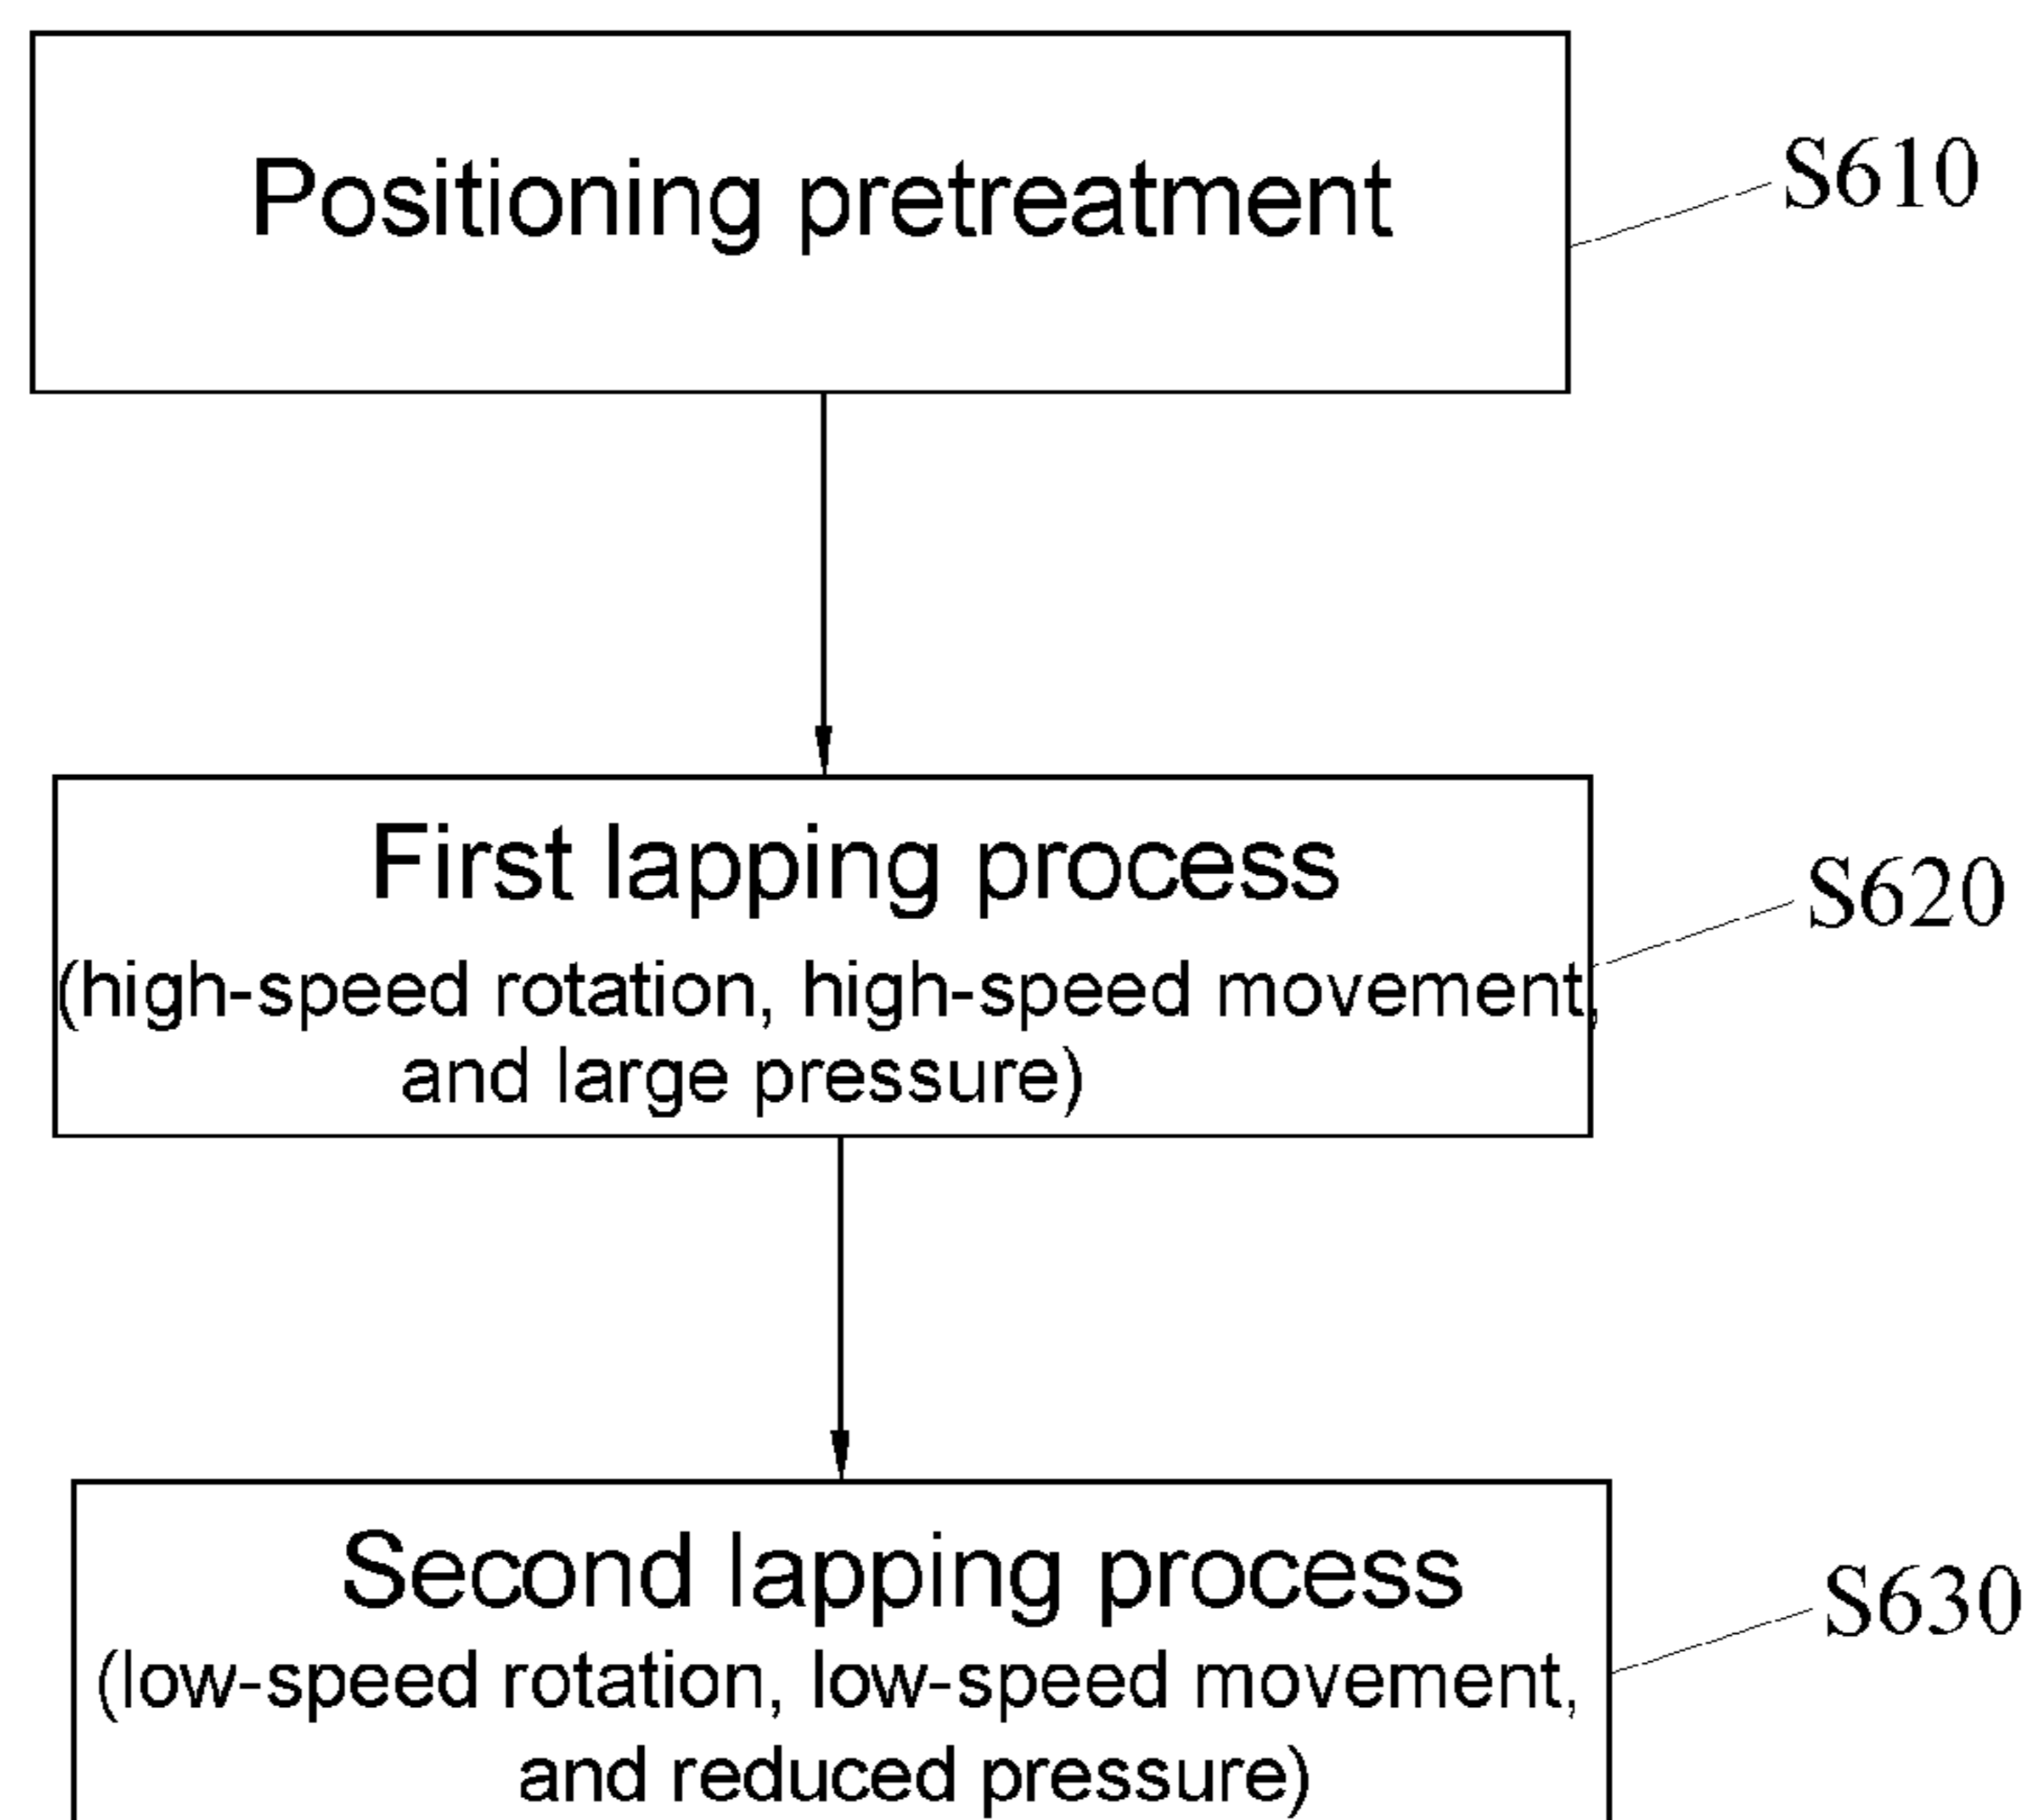 Positioning pretreatment
S610
First lapping process
S620
(high-speed rotation, high-speed movement,
and large pressure)
Second lapping process
S630
(low-speed rotation, low-speed movement,
and reduced pressure)